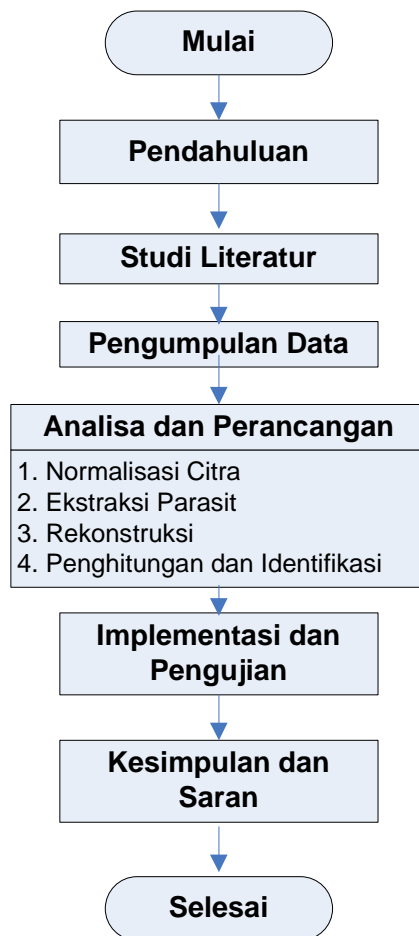 Mulai
Pendahuluan
Studi Literatur
Pengumpulan Data
Analisa dan Perancangan
1. Normalisasi Citra
2. Ekstraksi Parasit
3. Rekonstruksi
4. Penghitungan dan Identifikasi
Implementasi dan
Pengujian
Kesimpulan dan
Saran
Selesai